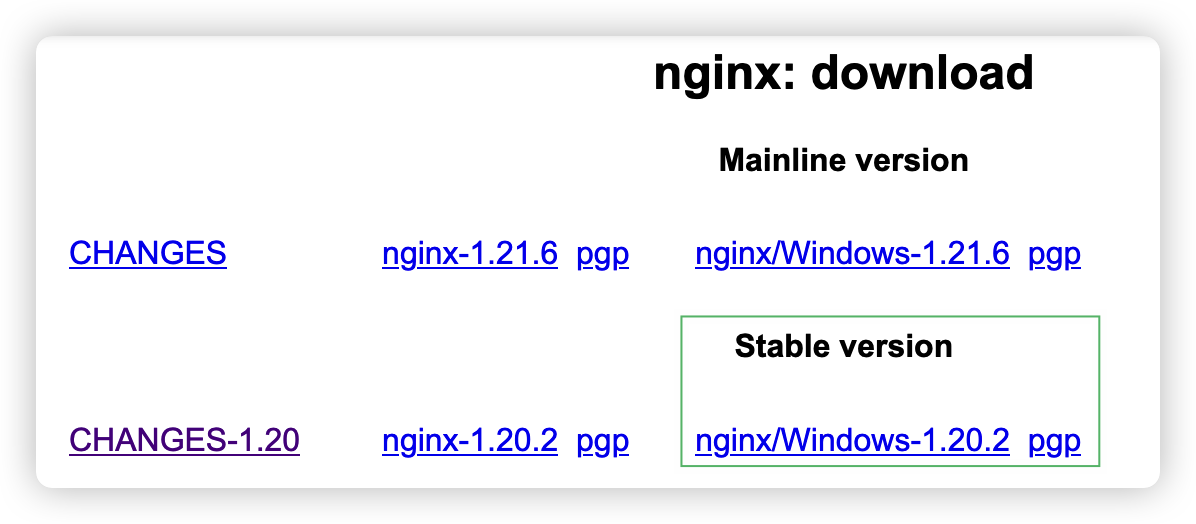 nginx: download
Mainline version
CHANGES nginx-1.21.6 pgp nginx/Windows-1.21.6 pgp
Stable version
CHANGES-1.20 nginx-1.20.2 pgp nginx/Windows-1.20.2 pgp